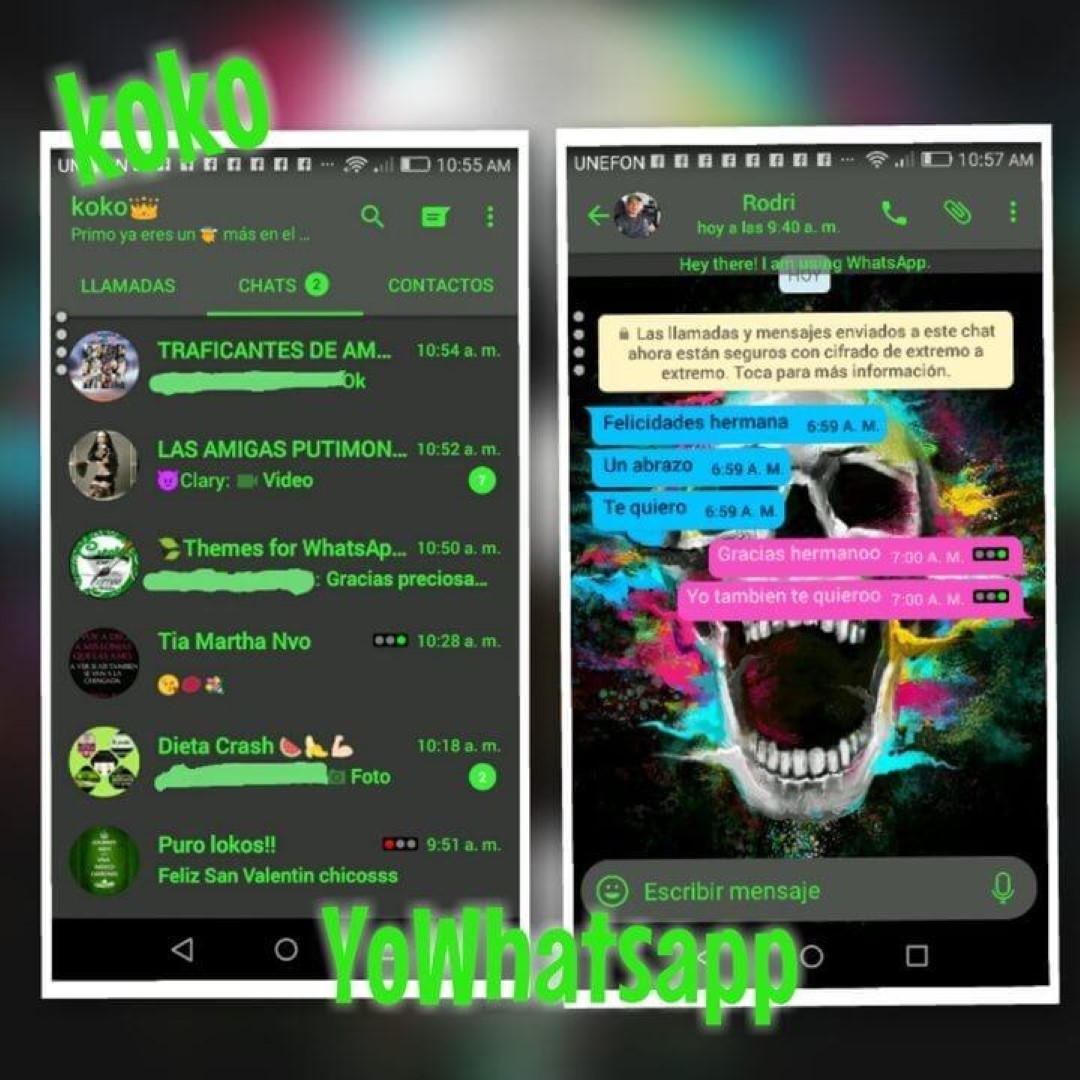 koko
UNEFON 10:55 AM
koko
Primo ya eres un más en el ...
LLAMADAS CHATS 2 CONTACTOS
TRAFICANTES DE AM... 10:54 a. m.
Ok
LAS AMIGAS PUTIMON... 10:52 a. m.
Clary: Video 7
Themes for WhatsAp... 10:50 a. m.
: Gracias preciosa...
Tia Martha Nvo 10:28 a. m.
Dieta Crash 10:18 a. m.
Foto 2
Puro lokos!! 9:51 a. m.
Feliz San Valentin chicosss
UNEFON 10:57 AM
Rodri
hoy a las 9:40 a. m.
Hey there! I am using WhatsApp.
HOY
Las llamadas y mensajes enviados a este chat
ahora están seguros con cifrado de extremo a
extremo. Toca para más información.
Felicidades hermana 6:59 A. M.
Un abrazo 6:59 A. M.
Te quiero 6:59 A. M.
Gracias hermanoo 7:00 A. M.
Yo tambien te quieroo 7:00 A. M.
Escribir mensaje
YoWhatsapp